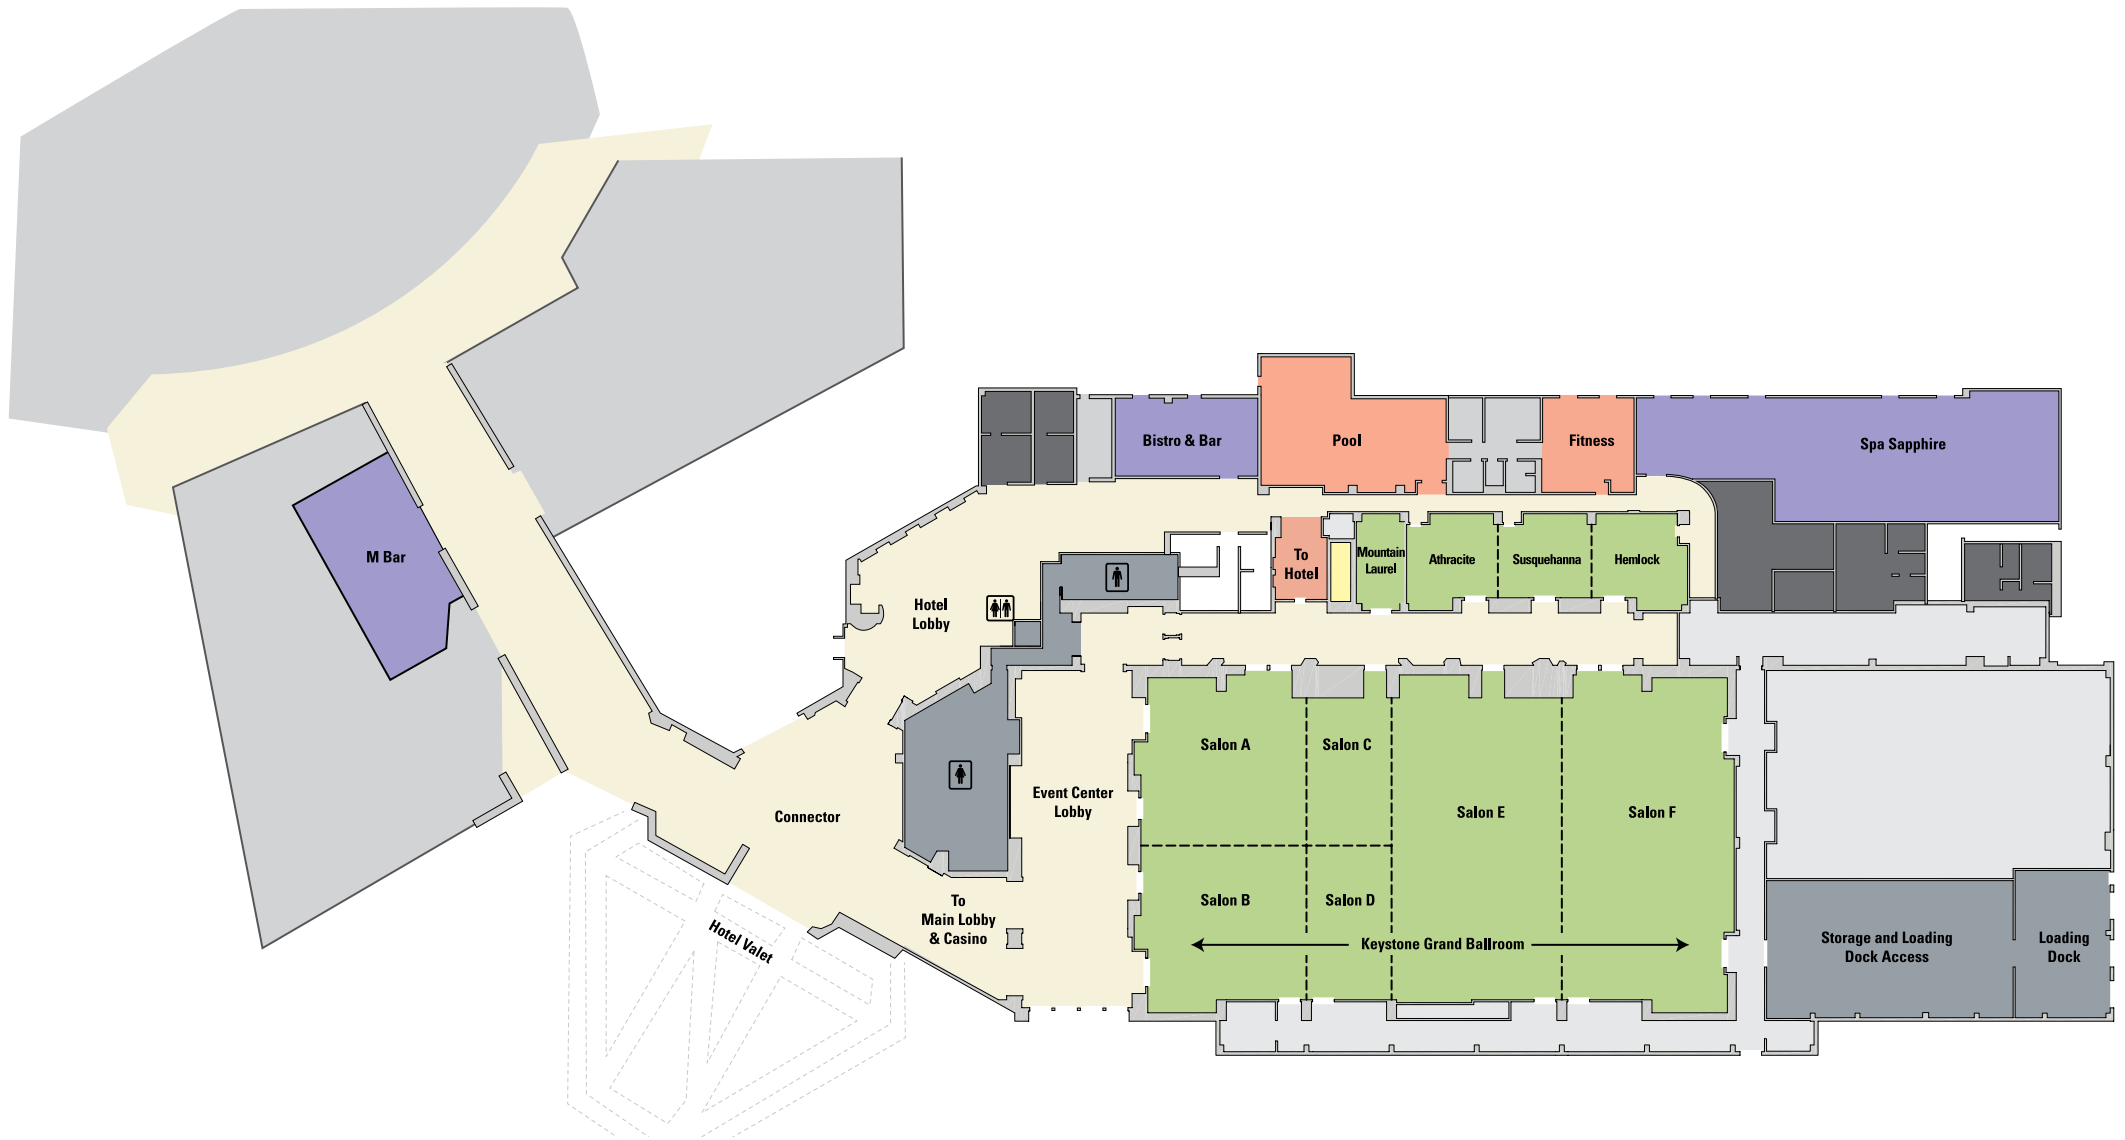 Bistro & Bar
Pool
Fitness
Spa Sapphire
M Bar
To
Hotel
Mountain
Laurel
Athracite
Susquehanna
Hemlock
Hotel
Lobby
Salon A
Salon C
Event Center
Lobby
Salon E
Salon F
Connector
To
Main Lobby
& Casino
Salon B
Salon D
Hotel Valet
Keystone Grand Ballroom
Storage and Loading
Dock Access
Loading
Dock